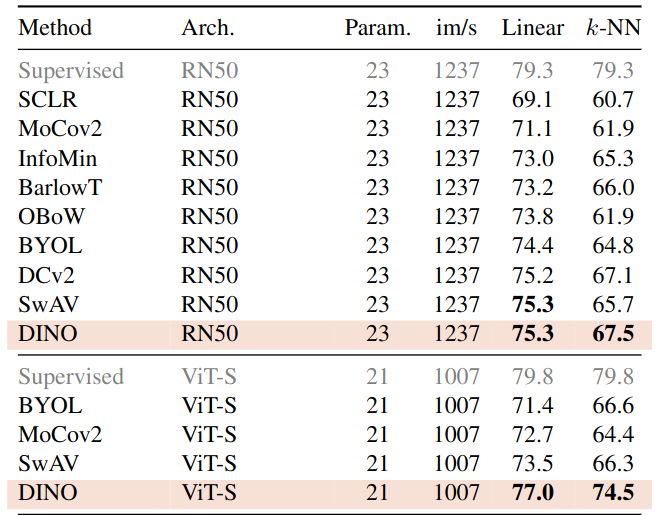 Method Arch. Param. im/s Linear k-NN
Supervised RN50 23 1237 79.3 79.3
SCLR RN50 23 1237 69.1 60.7
MoCov2 RN50 23 1237 71.1 61.9
InfoMin RN50 23 1237 73.0 65.3
BarlowT RN50 23 1237 73.2 66.0
OBoW RN50 23 1237 73.8 61.9
BYOL RN50 23 1237 74.4 64.8
DCv2 RN50 23 1237 75.2 67.1
SwAV RN50 23 1237 75.3 65.7
DINO RN50 23 1237 75.3 67.5
Supervised ViT-S 21 1007 79.8 79.8
BYOL ViT-S 21 1007 71.4 66.6
MoCov2 ViT-S 21 1007 72.7 64.4
SwAV ViT-S 21 1007 73.5 66.3
DINO ViT-S 21 1007 77.0 74.5